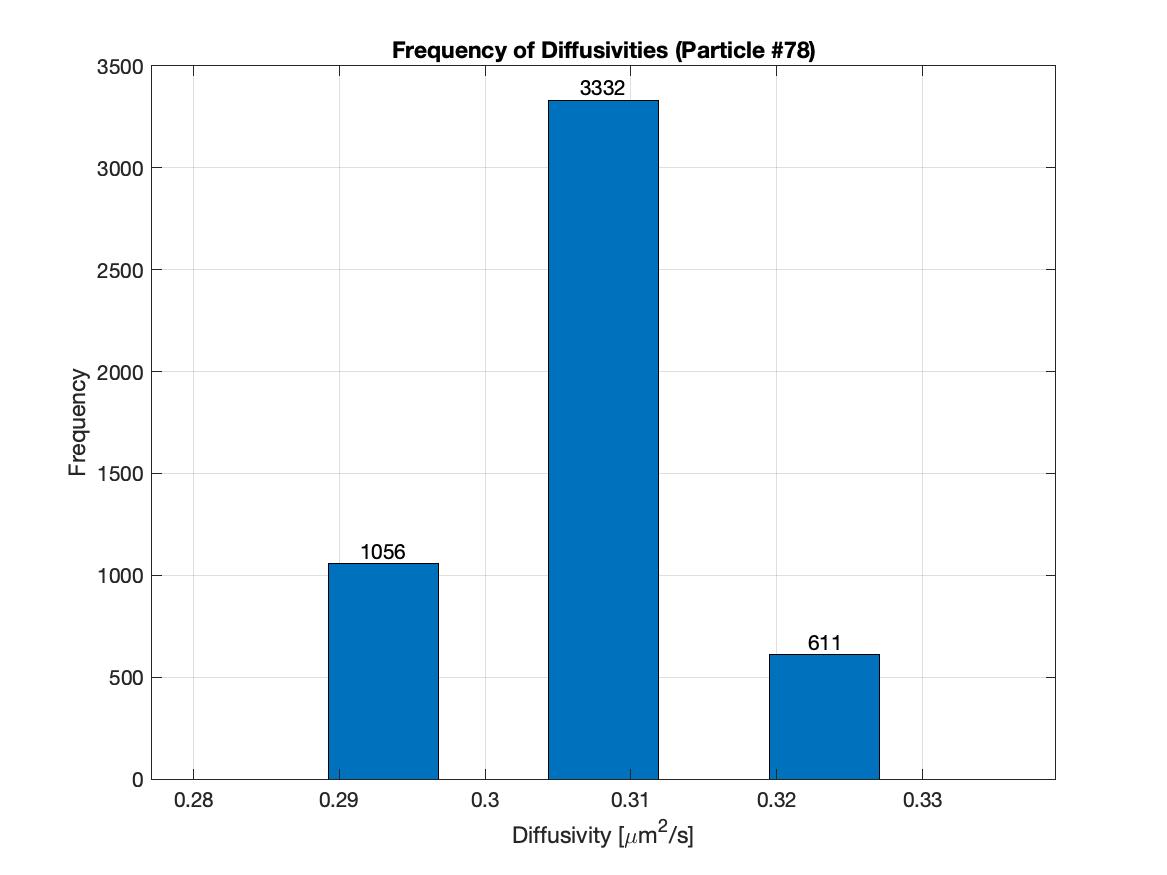 Frequency of Diffusivities (Particle #78)
3500
3000
2500
2000
1500
1000
500
0
Frequency
1056
3332
611
0.28 0.29 0.3 0.31 0.32 0.33
Diffusivity [μm²/s]